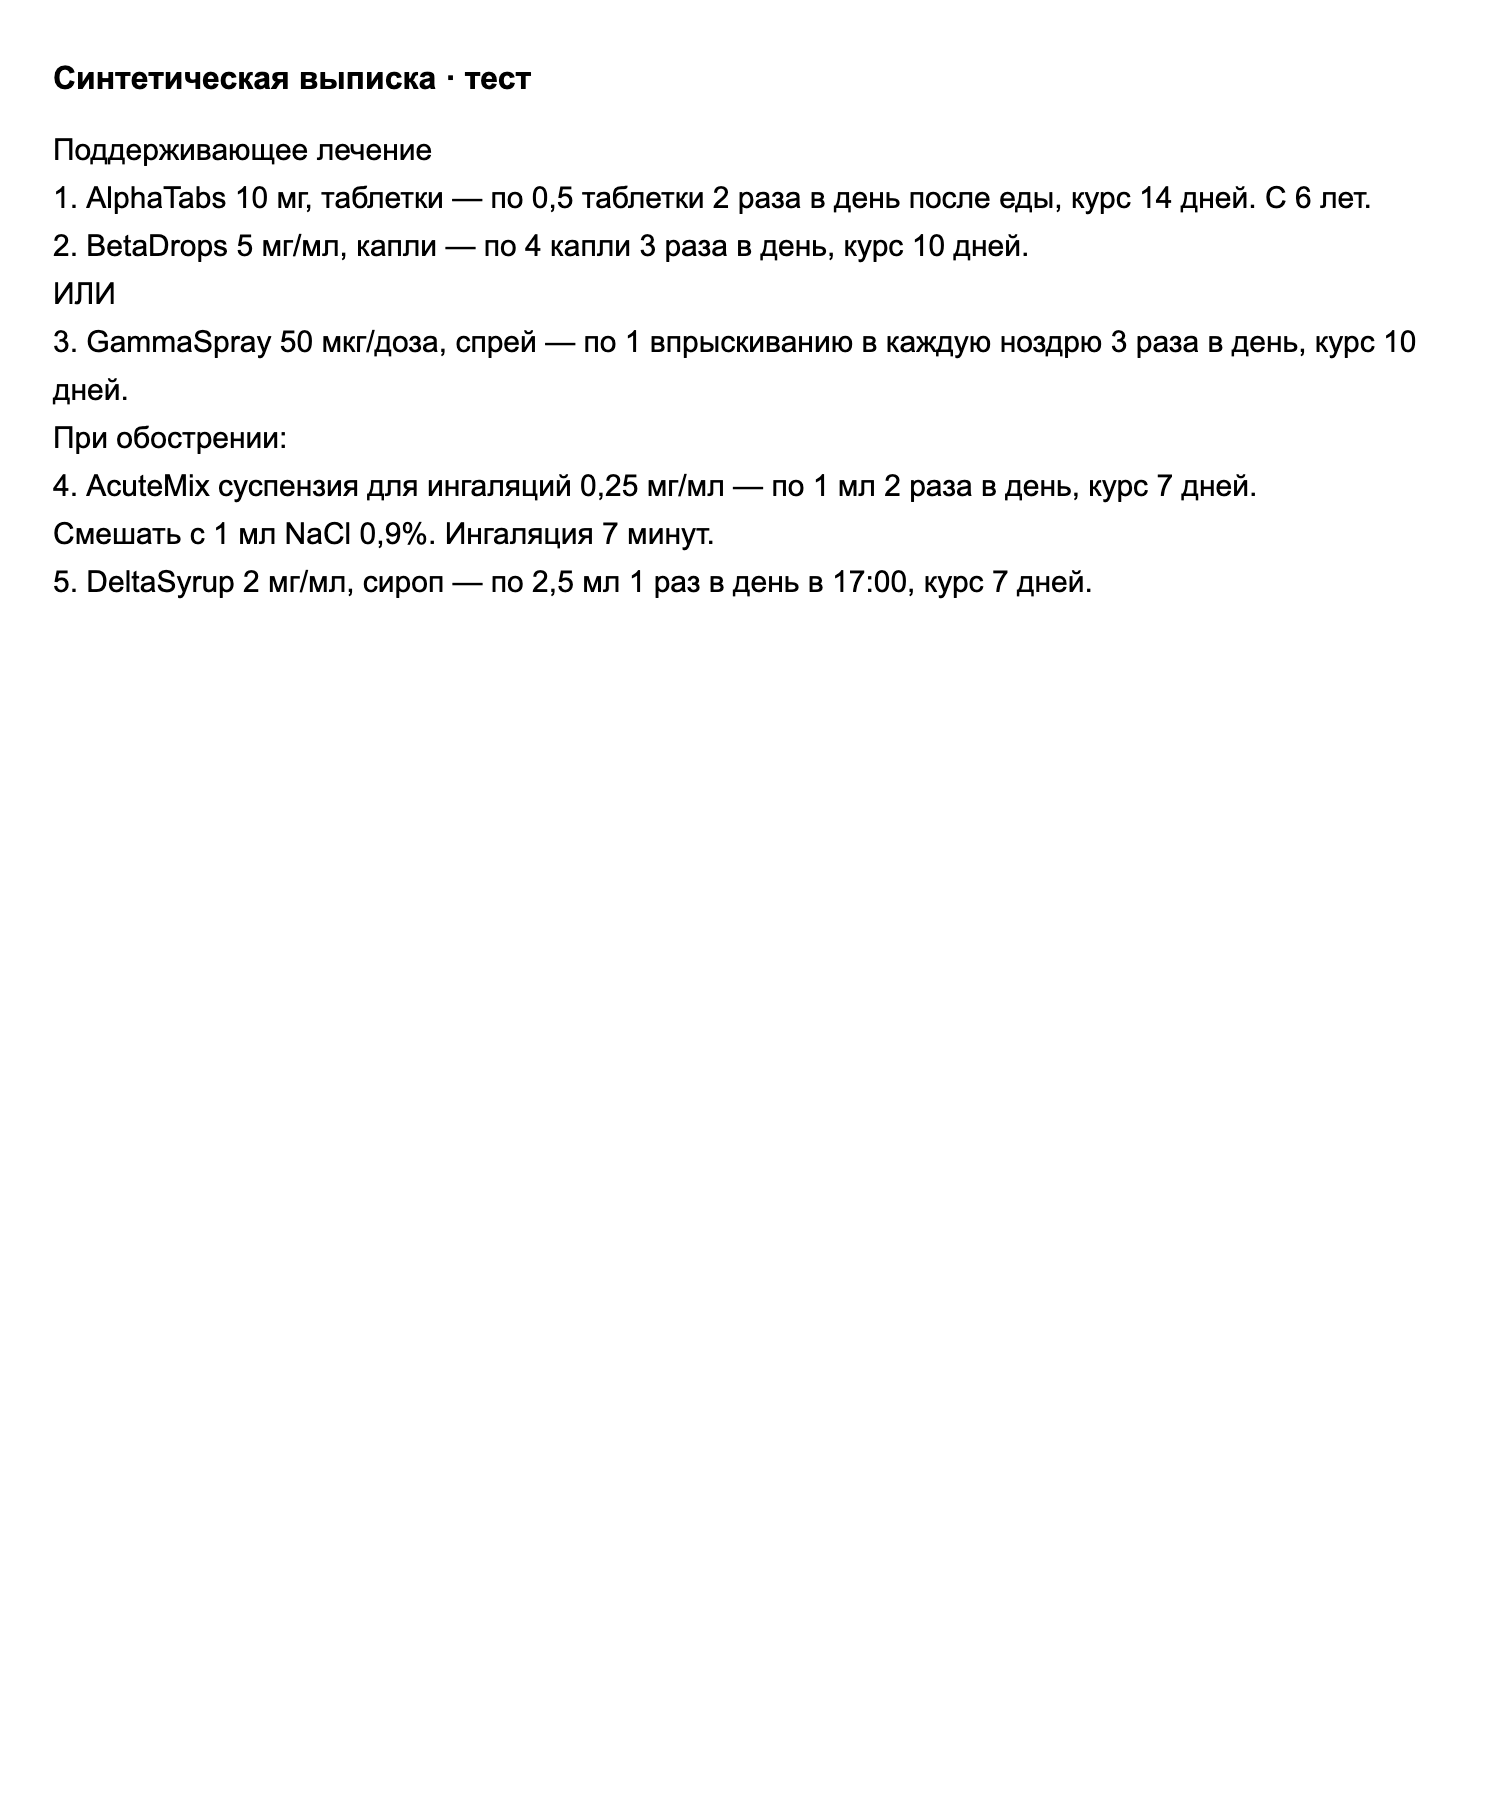 Синтетическая выписка · тест
Поддерживающее лечение
1. AlphaTabs 10 мг, таблетки — по 0,5 таблетки 2 раза в день после еды, курс 14 дней. С 6 лет.
2. BetaDrops 5 мг/мл, капли — по 4 капли 3 раза в день, курс 10 дней.
ИЛИ
3. GammaSpray 50 мкг/доза, спрей — по 1 впрыскиванию в каждую ноздрю 3 раза в день, курс 10
дней.
При обострении:
4. AcuteMix суспензия для ингаляций 0,25 мг/мл — по 1 мл 2 раза в день, курс 7 дней.
Смешать с 1 мл NaCl 0,9%. Ингаляция 7 минут.
5. DeltaSyrup 2 мг/мл, сироп — по 2,5 мл 1 раз в день в 17:00, курс 7 дней.